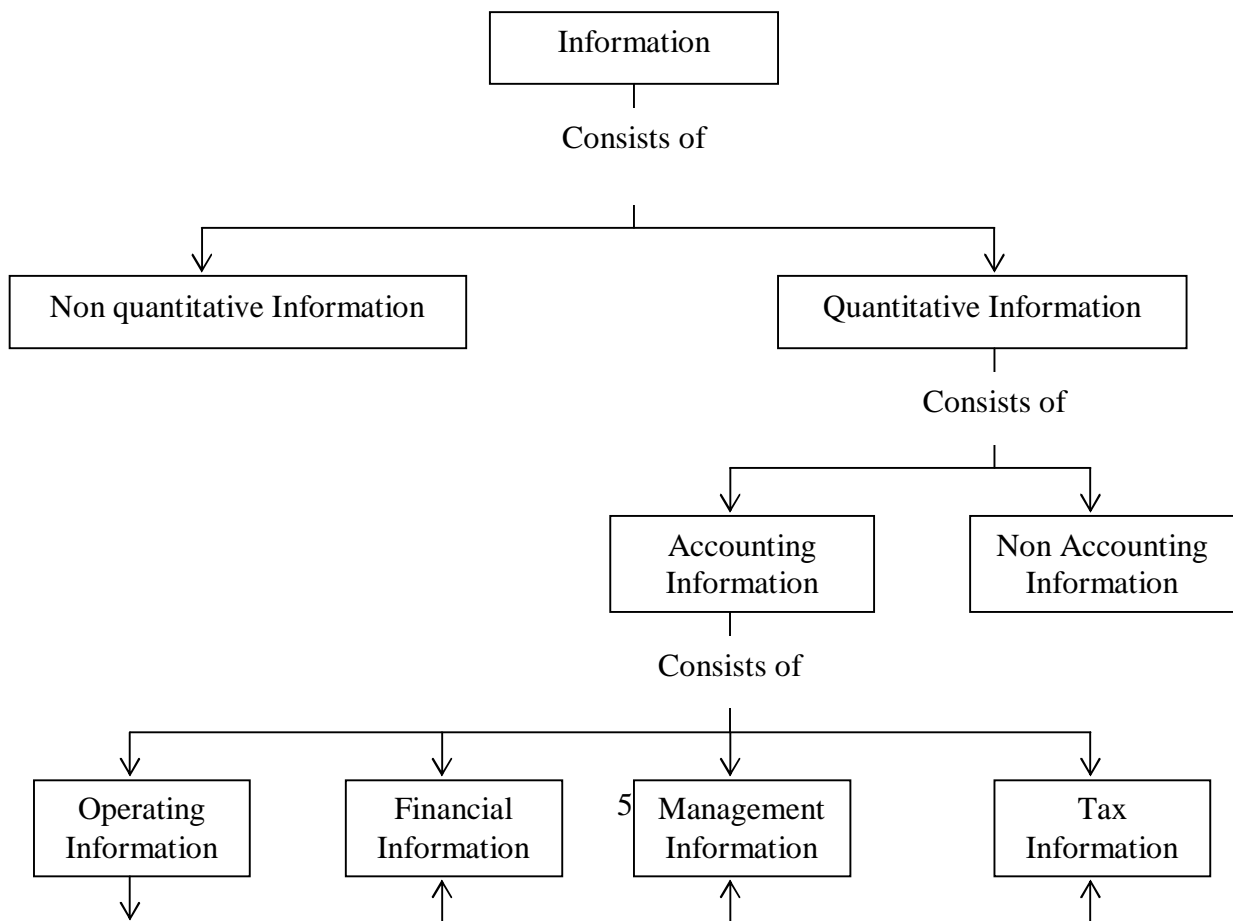 Information
Consists of
Non quantitative Information
Quantitative Information
Consists of
Accounting
Information
Non Accounting
Information
Consists of
Operating
Information
Financial
Information
5
Management
Information
Tax
Information